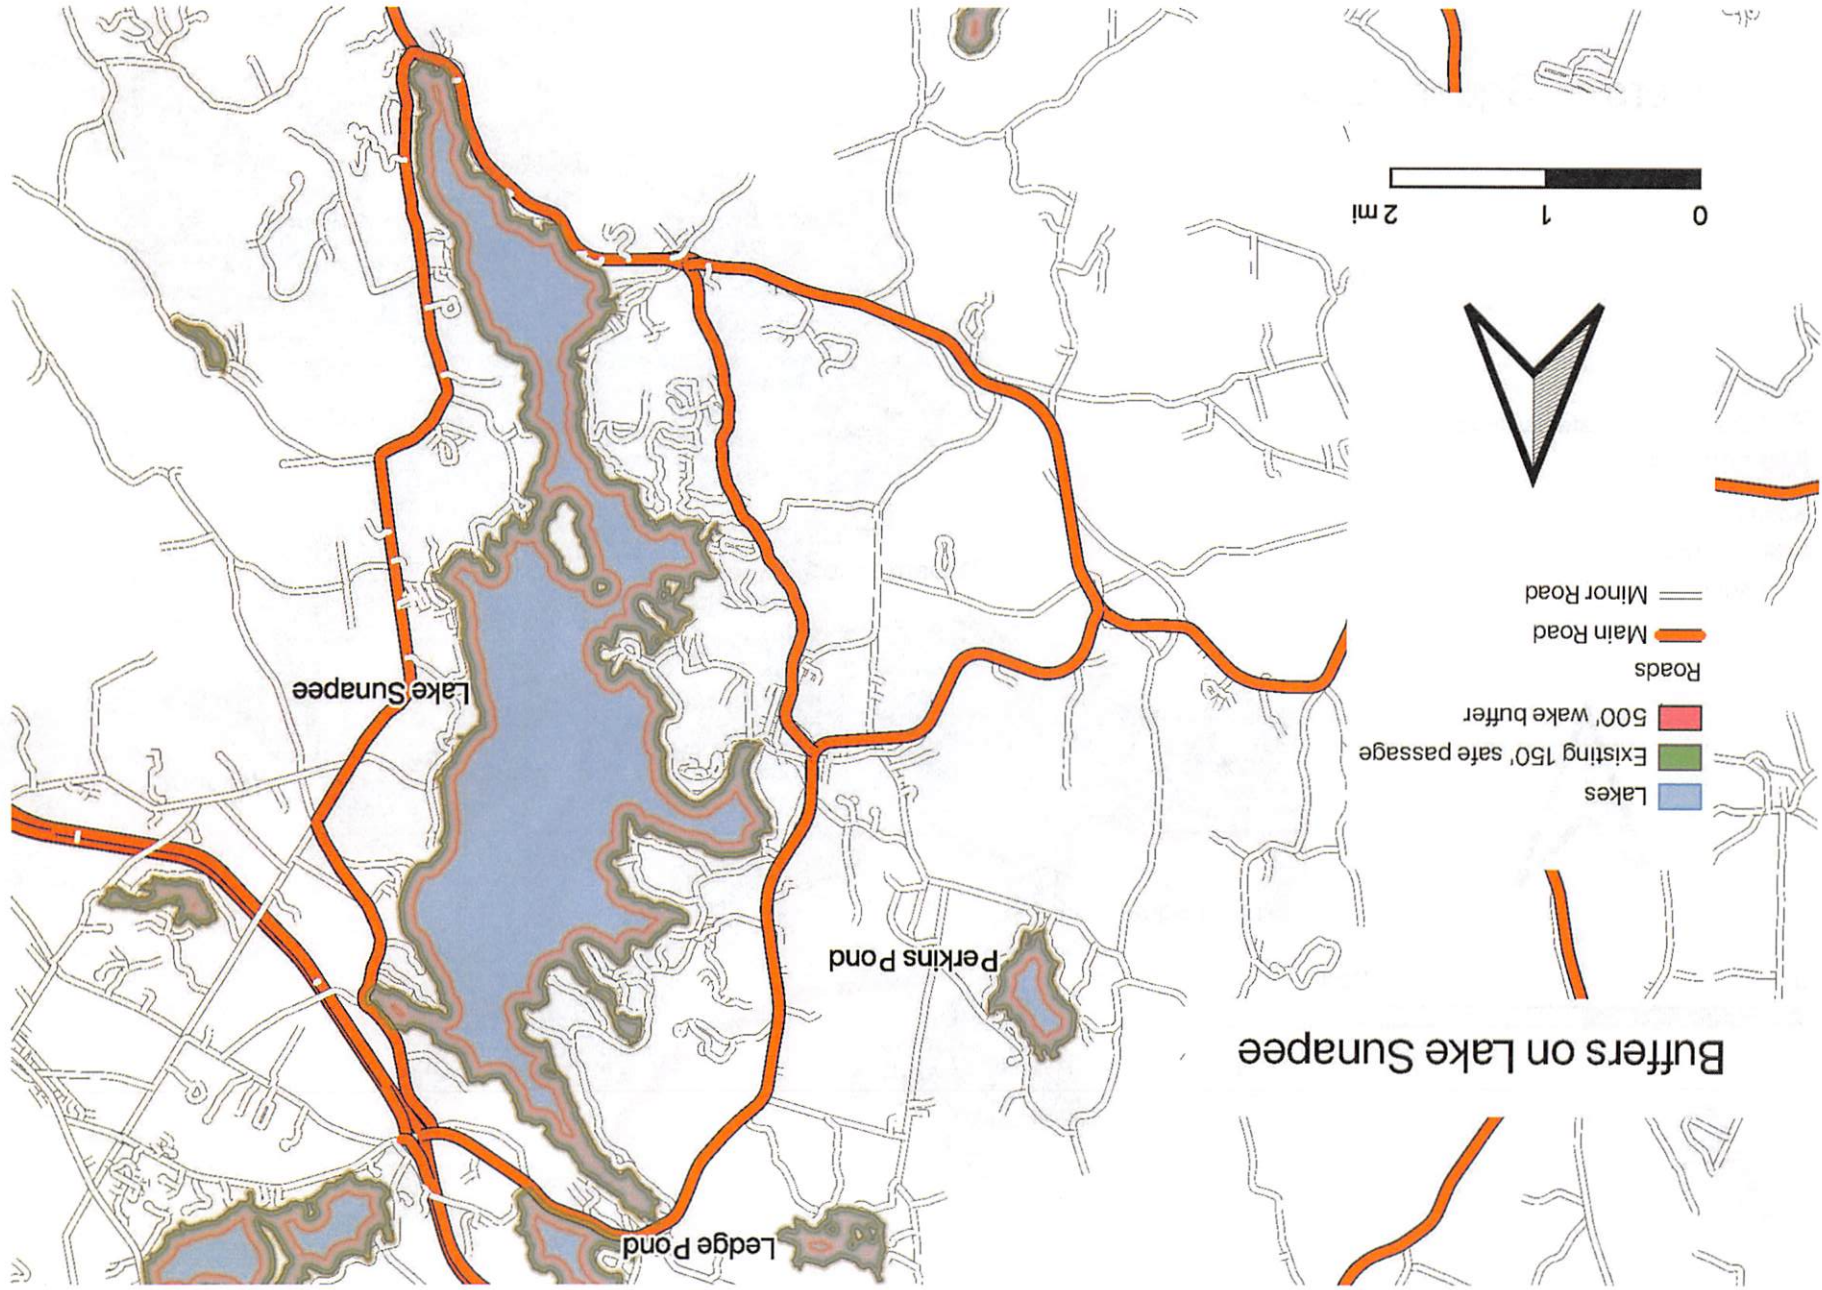 Buffers on Lake Sunapee
Lakes
Existing 150' safe passage
500' wake buffer
Roads
Main Road
Minor Road
0 1 2 mi
Ledge Pond
Perkins Pond
Lake Sunapee